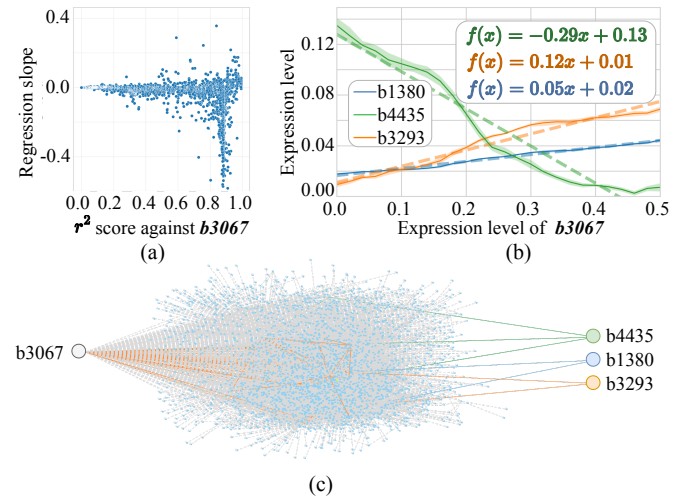 (a)
Regression slope
0.4
0.0
-0.4
0.0 0.2 0.4 0.6 0.8 1.0
r² score against b3067
(a)
(b)
Expression level
0.12
0.08
0.04
0.00
f(x) = −0.29x + 0.13
f(x) = 0.12x + 0.01
f(x) = 0.05x + 0.02
b1380
b4435
b3293
0.0 0.1 0.2 0.3 0.4 0.5
Expression level of b3067
(b)
b3067
b4435
b1380
b3293
(c)